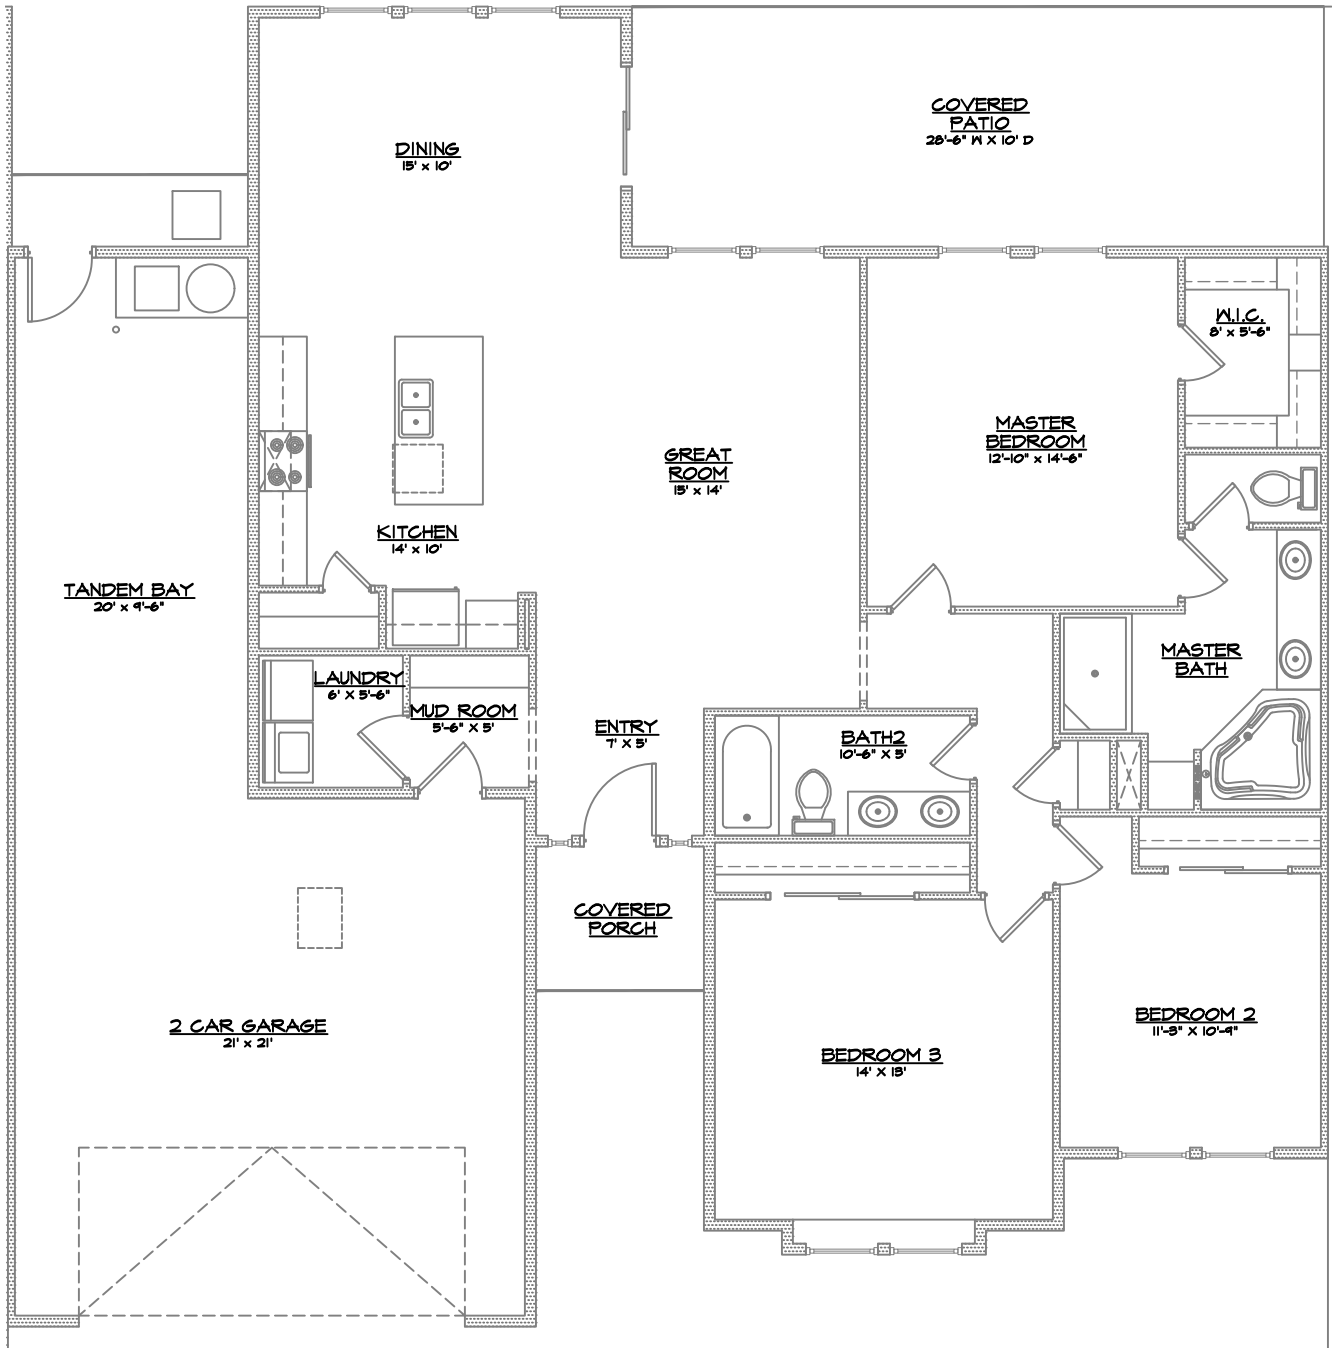 COVERED
PATIO
28'-6" W X 10' D
DINING
15' x 10'
W.I.C.
8' x 5'-6"
MASTER
BEDROOM
12'-10" x 14'-6"
GREAT
ROOM
15' x 14'
KITCHEN
14' x 10'
TANDEM BAY
20' x 9'-6"
MASTER
BATH
LAUNDRY
6' X 5'-6"
MUD ROOM
5'-6" X 5'
ENTRY
7' X 5'
BATH2
10'-6" X 5'
COVERED
PORCH
2 CAR GARAGE
21' x 21'
BEDROOM 2
11'-3" X 10'-9"
BEDROOM 3
14' X 13'